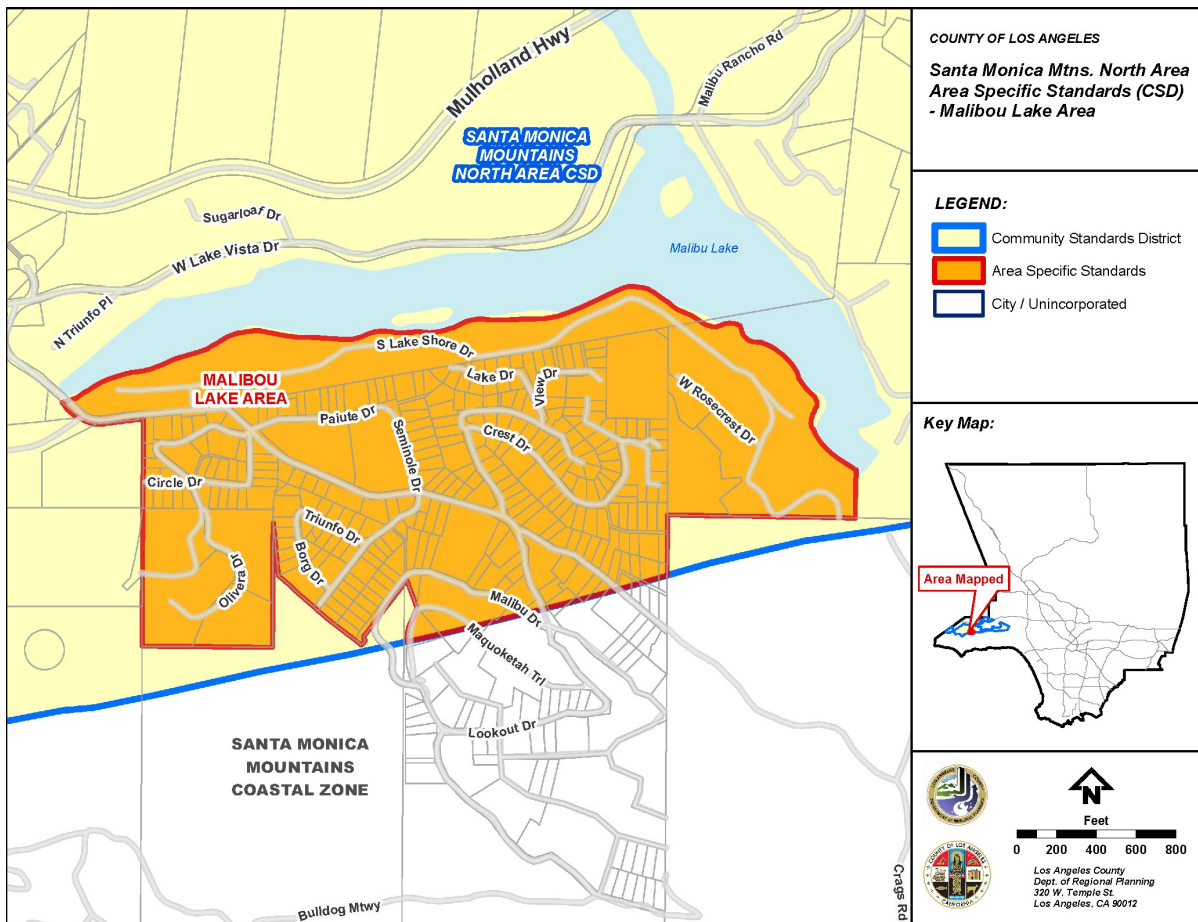 Mulholland Hwy
Malibu Rancho Rd
SANTA MONICA
MOUNTAINS
NORTH AREA CSD
Sugarloaf Dr
W Lake Vista Dr
Malibu Lake
N Triunfo Pl
S Lake Shore Dr
MALIBOU
LAKE AREA
Lake Dr
View Dr
W Rosecrest Dr
Paiute Dr
Seminole Dr
Crest Dr
Circle Dr
Triunfo Dr
Borg Dr
Olivera Dr
Malibu Dr
Maquoketah Trl
Lookout Dr
SANTA MONICA
MOUNTAINS
COASTAL ZONE
Bulldog Mtwy
Crags Rd
COUNTY OF LOS ANGELES
Santa Monica Mtns. North Area
Area Specific Standards (CSD)
- Malibou Lake Area
LEGEND:
Community Standards District
Area Specific Standards
City / Unincorporated
Key Map:
Area Mapped
N
Feet
0 200 400 600 800
Los Angeles County
Dept. of Regional Planning
320 W. Temple St.
Los Angeles, CA 90012
COUNTY OF LOS ANGELES
CALIFORNIA